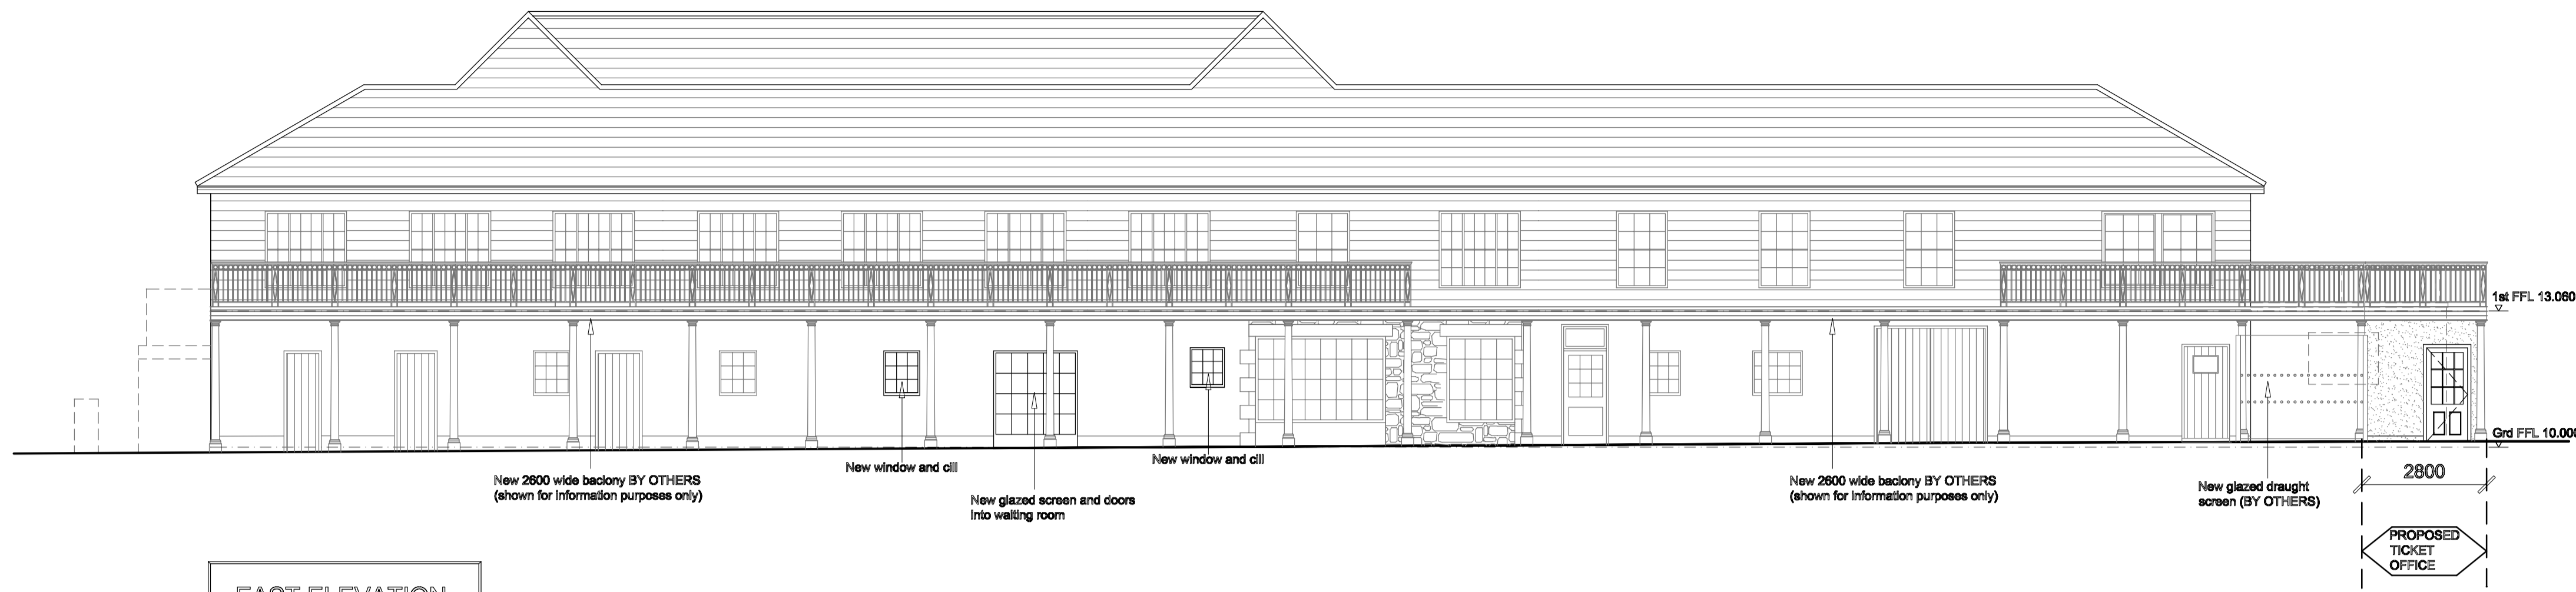 1st FFL 13.060
Grd FFL 10.000
New 2600 wide baclony BY OTHERS
(shown for information purposes only)
New window and cill
New glazed screen and doors
into waiting room
New window and cill
New 2600 wide baclony BY OTHERS
(shown for information purposes only)
New glazed draught
screen (BY OTHERS)
2800
PROPOSED
TICKET
OFFICE
EAST ELEVATION